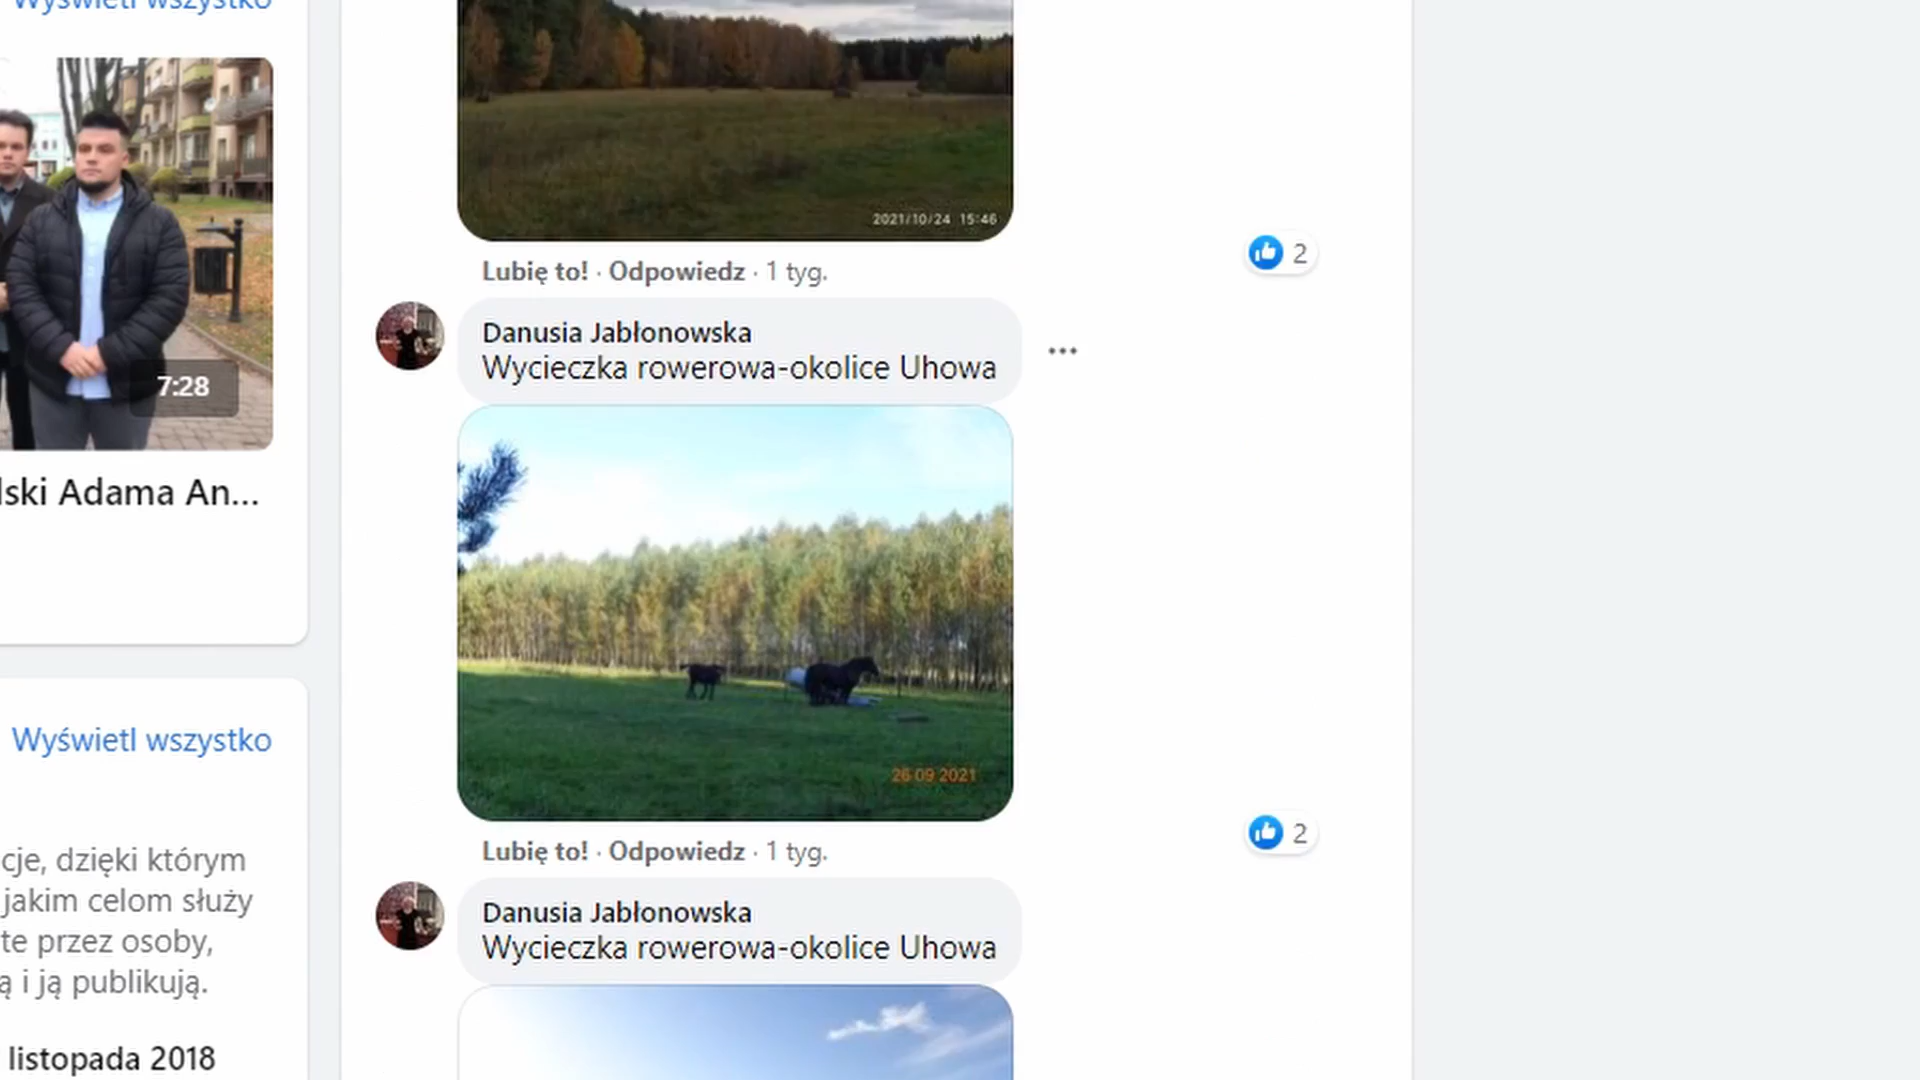 Wyświetl wszystko
7:28
lski Adama An...
Wyświetl wszystko
cje, dzięki którym
jakim celom służy
te przez osoby,
ą i ją publikują.
listopada 2018
2021/10/24 15:46
Lubię to! · Odpowiedz · 1 tyg.
2
Danusia Jabłonowska
Wycieczka rowerowa-okolice Uhowa
26 09 2021
Lubię to! · Odpowiedz · 1 tyg.
2
Danusia Jabłonowska
Wycieczka rowerowa-okolice Uhowa